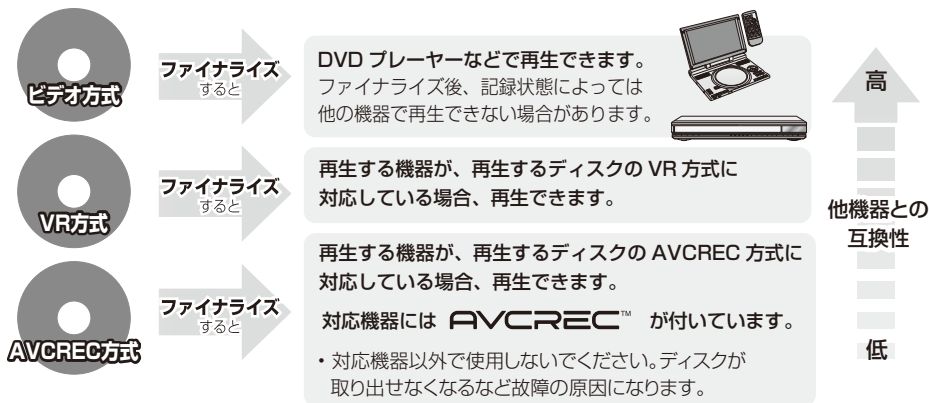 ビデオ方式
ファイナライズ
すると
DVD プレーヤーなどで再生できます。
ファイナライズ後、記録状態によっては
他の機器で再生できない場合があります。
VR方式
ファイナライズ
すると
再生する機器が、再生するディスクの VR 方式に
対応している場合、再生できます。
AVCREC方式
ファイナライズ
すると
再生する機器が、再生するディスクの AVCREC 方式に
対応している場合、再生できます。
対応機器には AVCREC™ が付いています。
・対応機器以外で使用しないでください。ディスクが
取り出せなくなるなど故障の原因になります。
高
他機器との
互換性
低